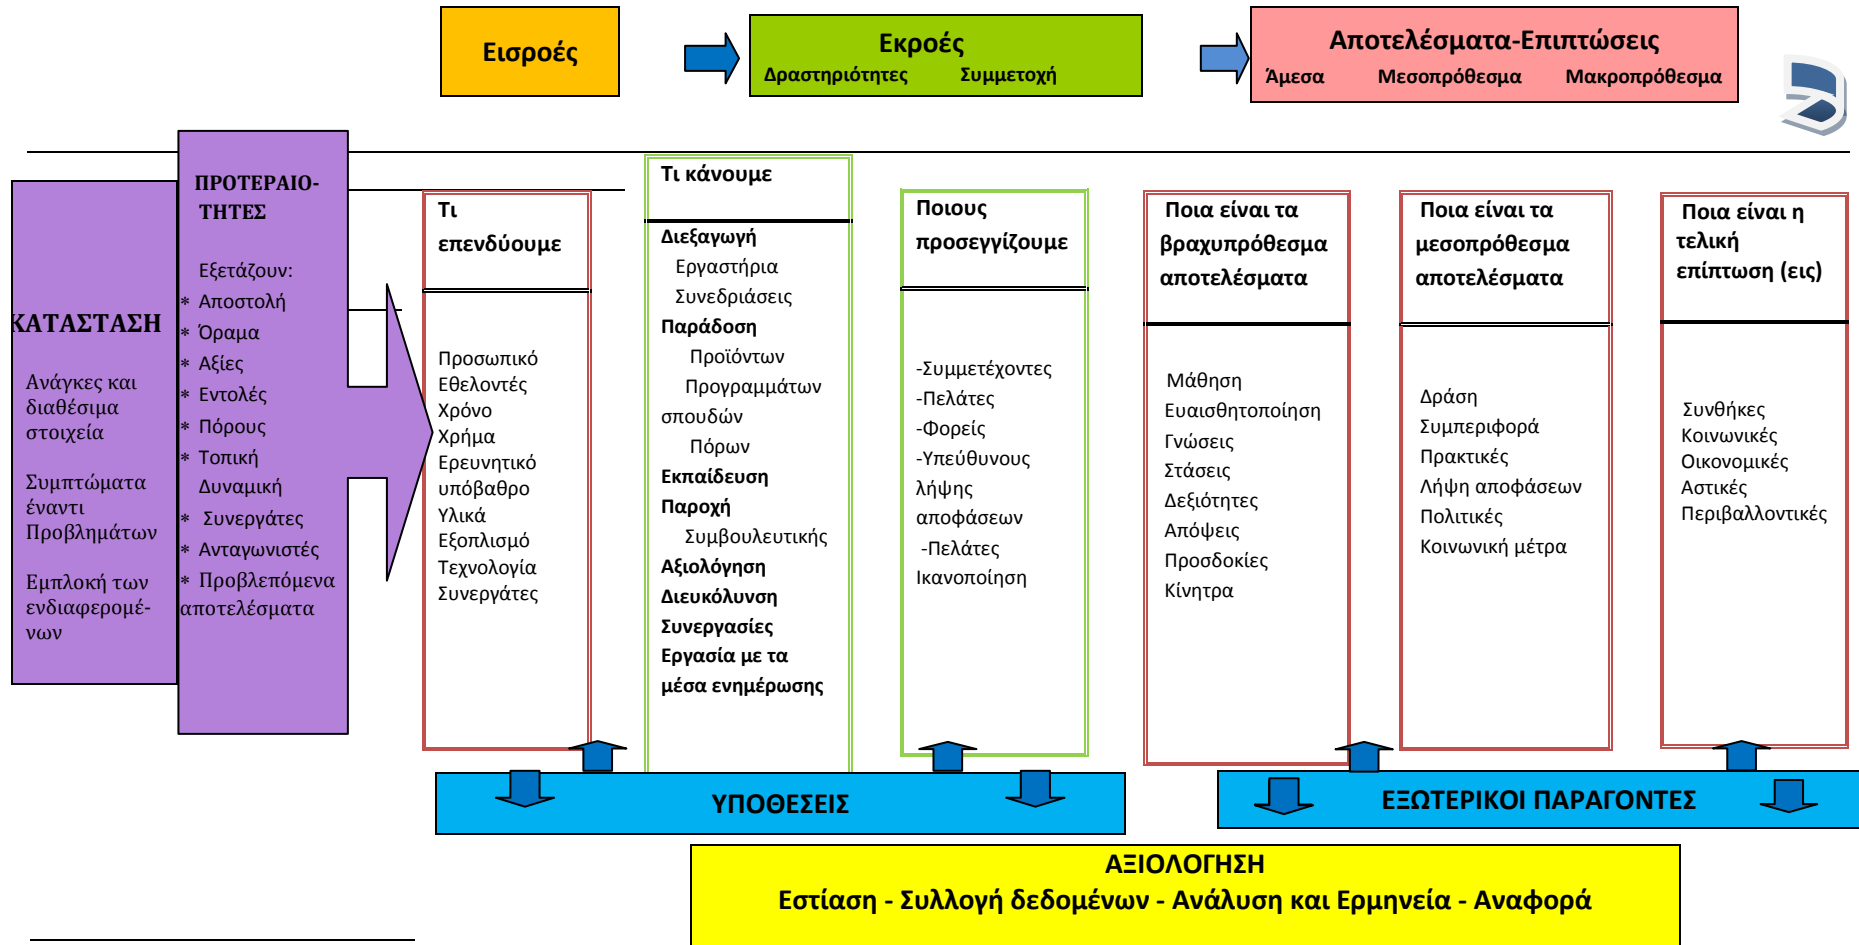 Εισροές
Εκροές
Δραστηριότητες Συμμετοχή
Αποτελέσματα-Επιπτώσεις
Άμεσα Μεσοπρόθεσμα Μακροπρόθεσμα
ΚΑΤΑΣΤΑΣΗ
Ανάγκες και
διαθέσιμα
στοιχεία
Συμπτώματα
έναντι
Προβλημάτων
Εμπλοκή των
ενδιαφερομέ-
νων
ΠΡΟΤΕΡΑΙΟ-
ΤΗΤΕΣ
Εξετάζουν:
* Αποστολή
* Όραμα
* Αξίες
* Εντολές
* Πόρους
* Τοπική
Δυναμική
* Συνεργάτες
* Ανταγωνιστές
* Προβλεπόμενα
αποτελέσματα
Τι
επενδύουμε
Προσωπικό
Εθελοντές
Χρόνο
Χρήμα
Ερευνητικό
υπόβαθρο
Υλικά
Εξοπλισμό
Τεχνολογία
Συνεργάτες
Τι κάνουμε
Διεξαγωγή
Εργαστήρια
Συνεδριάσεις
Παράδοση
Προϊόντων
Προγραμμάτων
σπουδών
Πόρων
Εκπαίδευση
Παροχή
Συμβουλευτικής
Αξιολόγηση
Διευκόλυνση
Συνεργασίες
Εργασία με τα
μέσα ενημέρωσης
Ποιους
προσεγγίζουμε
-Συμμετέχοντες
-Πελάτες
-Φορείς
-Υπεύθυνους
λήψης
αποφάσεων
-Πελάτες
Ικανοποίηση
Ποια είναι τα
βραχυπρόθεσμα
αποτελέσματα
Μάθηση
Ευαισθητοποίηση
Γνώσεις
Στάσεις
Δεξιότητες
Απόψεις
Προσδοκίες
Κίνητρα
Ποια είναι τα
μεσοπρόθεσμα
αποτελέσματα
Δράση
Συμπεριφορά
Πρακτικές
Λήψη αποφάσεων
Πολιτικές
Κοινωνική μέτρα
Ποια είναι η
τελική
επίπτωση (εις)
Συνθήκες
Κοινωνικές
Οικονομικές
Αστικές
Περιβαλλοντικές
ΥΠΟΘΕΣΕΙΣ
ΕΞΩΤΕΡΙΚΟΙ ΠΑΡΑΓΟΝΤΕΣ
ΑΞΙΟΛΟΓΗΣΗ
Εστίαση - Συλλογή δεδομένων - Ανάλυση και Ερμηνεία - Αναφορά